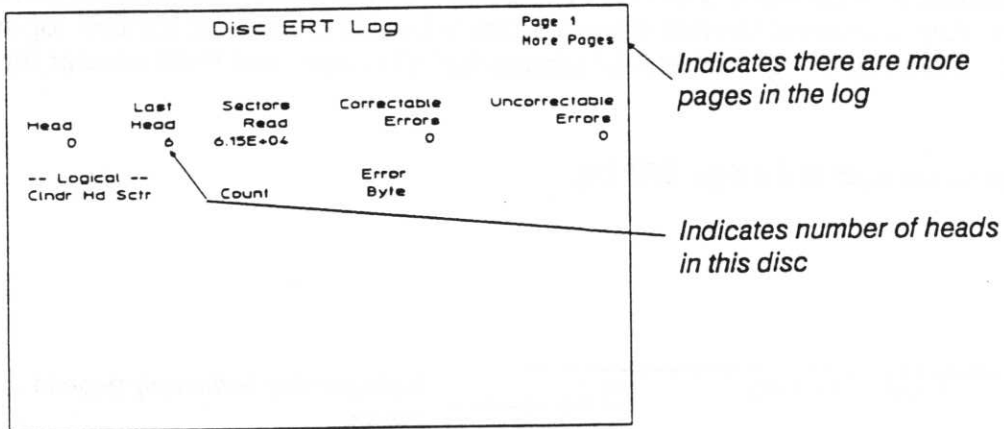 Disc ERT Log
Page 1
More Pages
Indicates there are more
pages in the log
Last Sectors Correctable Uncorrectable
Head Head Read Errors Errors
0 6 6.15E+04 0 0
-- Logical -- Error
Clndr Hd Sctr Count Byte
Indicates number of heads
in this disc